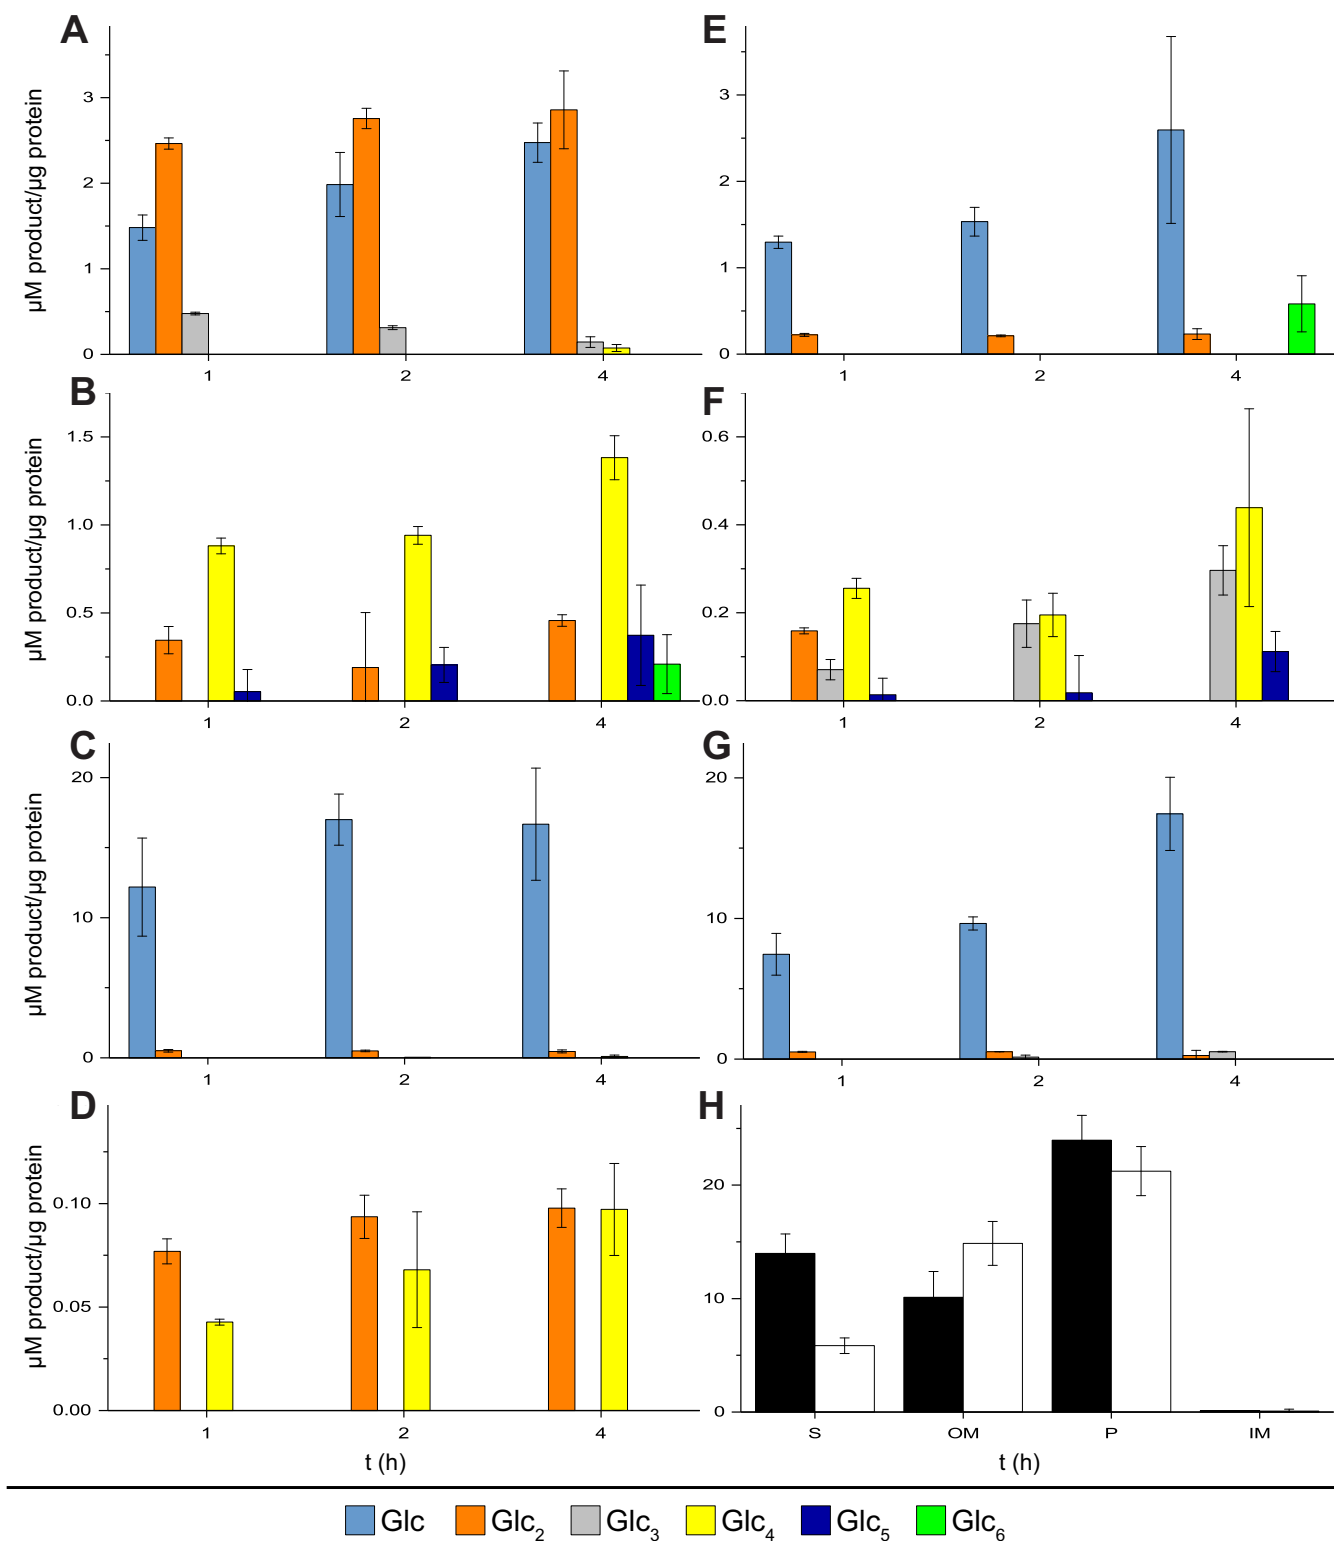 A
µM product/µg protein
3
2
1
0
1 2 4
E
3
2
1
0
1 2 4
B
µM product/µg protein
1.5
1.0
0.5
0.0
1 2 4
F
0.6
0.4
0.2
0.0
1 2 4
C
µM product/µg protein
20
10
0
1 2 4
G
20
10
0
1 2 4
D
µM product/µg protein
0.10
0.05
0.00
1 2 4
t (h)
H
20
10
0
S OM P IM
t (h)
Glc Glc2 Glc3 Glc4 Glc5 Glc6